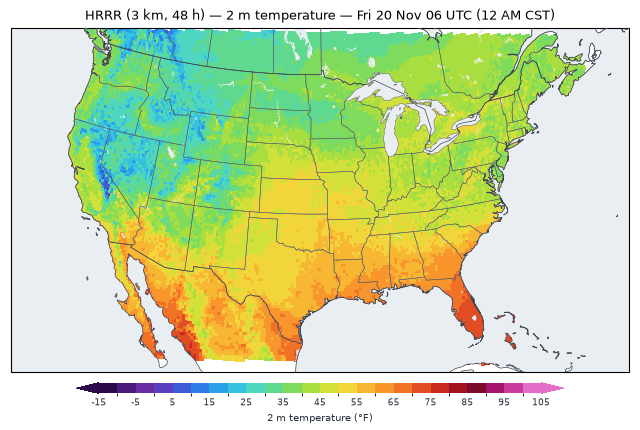 HRRR (3 km, 48 h) — 2 m temperature — Fri 20 Nov 06 UTC (12 AM CST)
-15 -5 5 15 25 35 45 55 65 75 85 95 105
2 m temperature (°F)